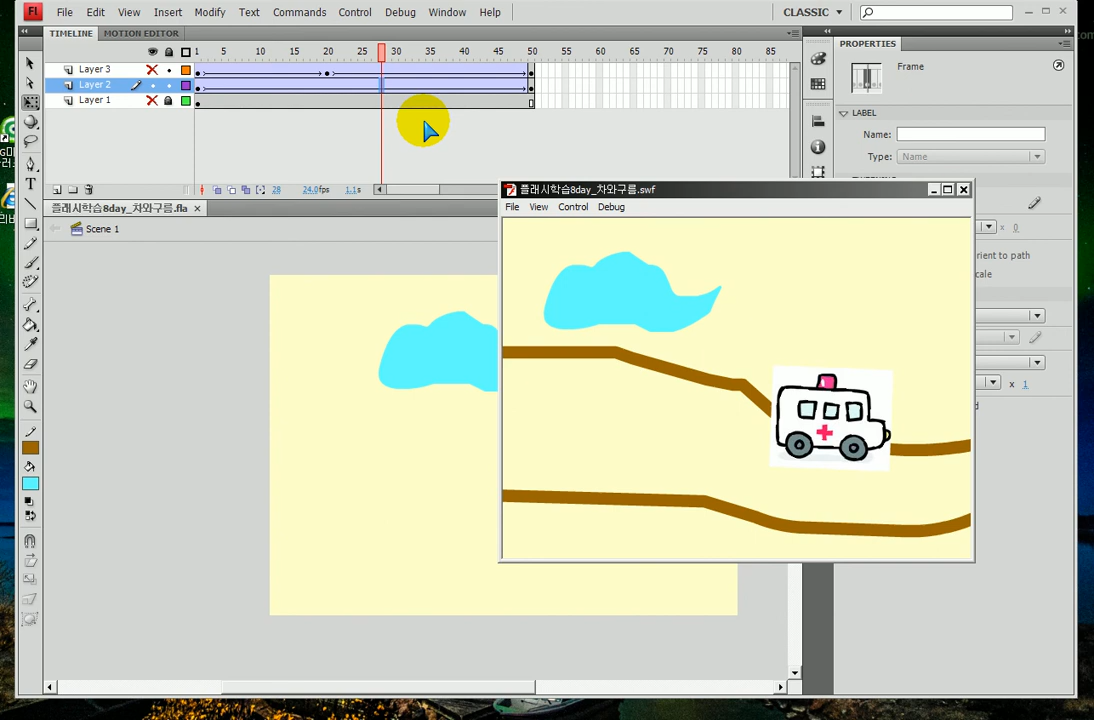 Fl File Edit View Insert Modify Text Commands Control Debug Window Help CLASSIC
TIMELINE MOTION EDITOR
1 5 10 15 20 30 35 40 45 50 55 60 65 70 75 80 85
Layer 3
Layer 2
Layer 1
28 24.0fps 1.1s
플래시학습8day_차와구름.fla ×
Scene 1
플래시학습8day_차와구름.swf
File View Control Debug
PROPERTIES
Frame
LABEL
Name:
Type: Name
x 0
rient to path
cale
x 1
T